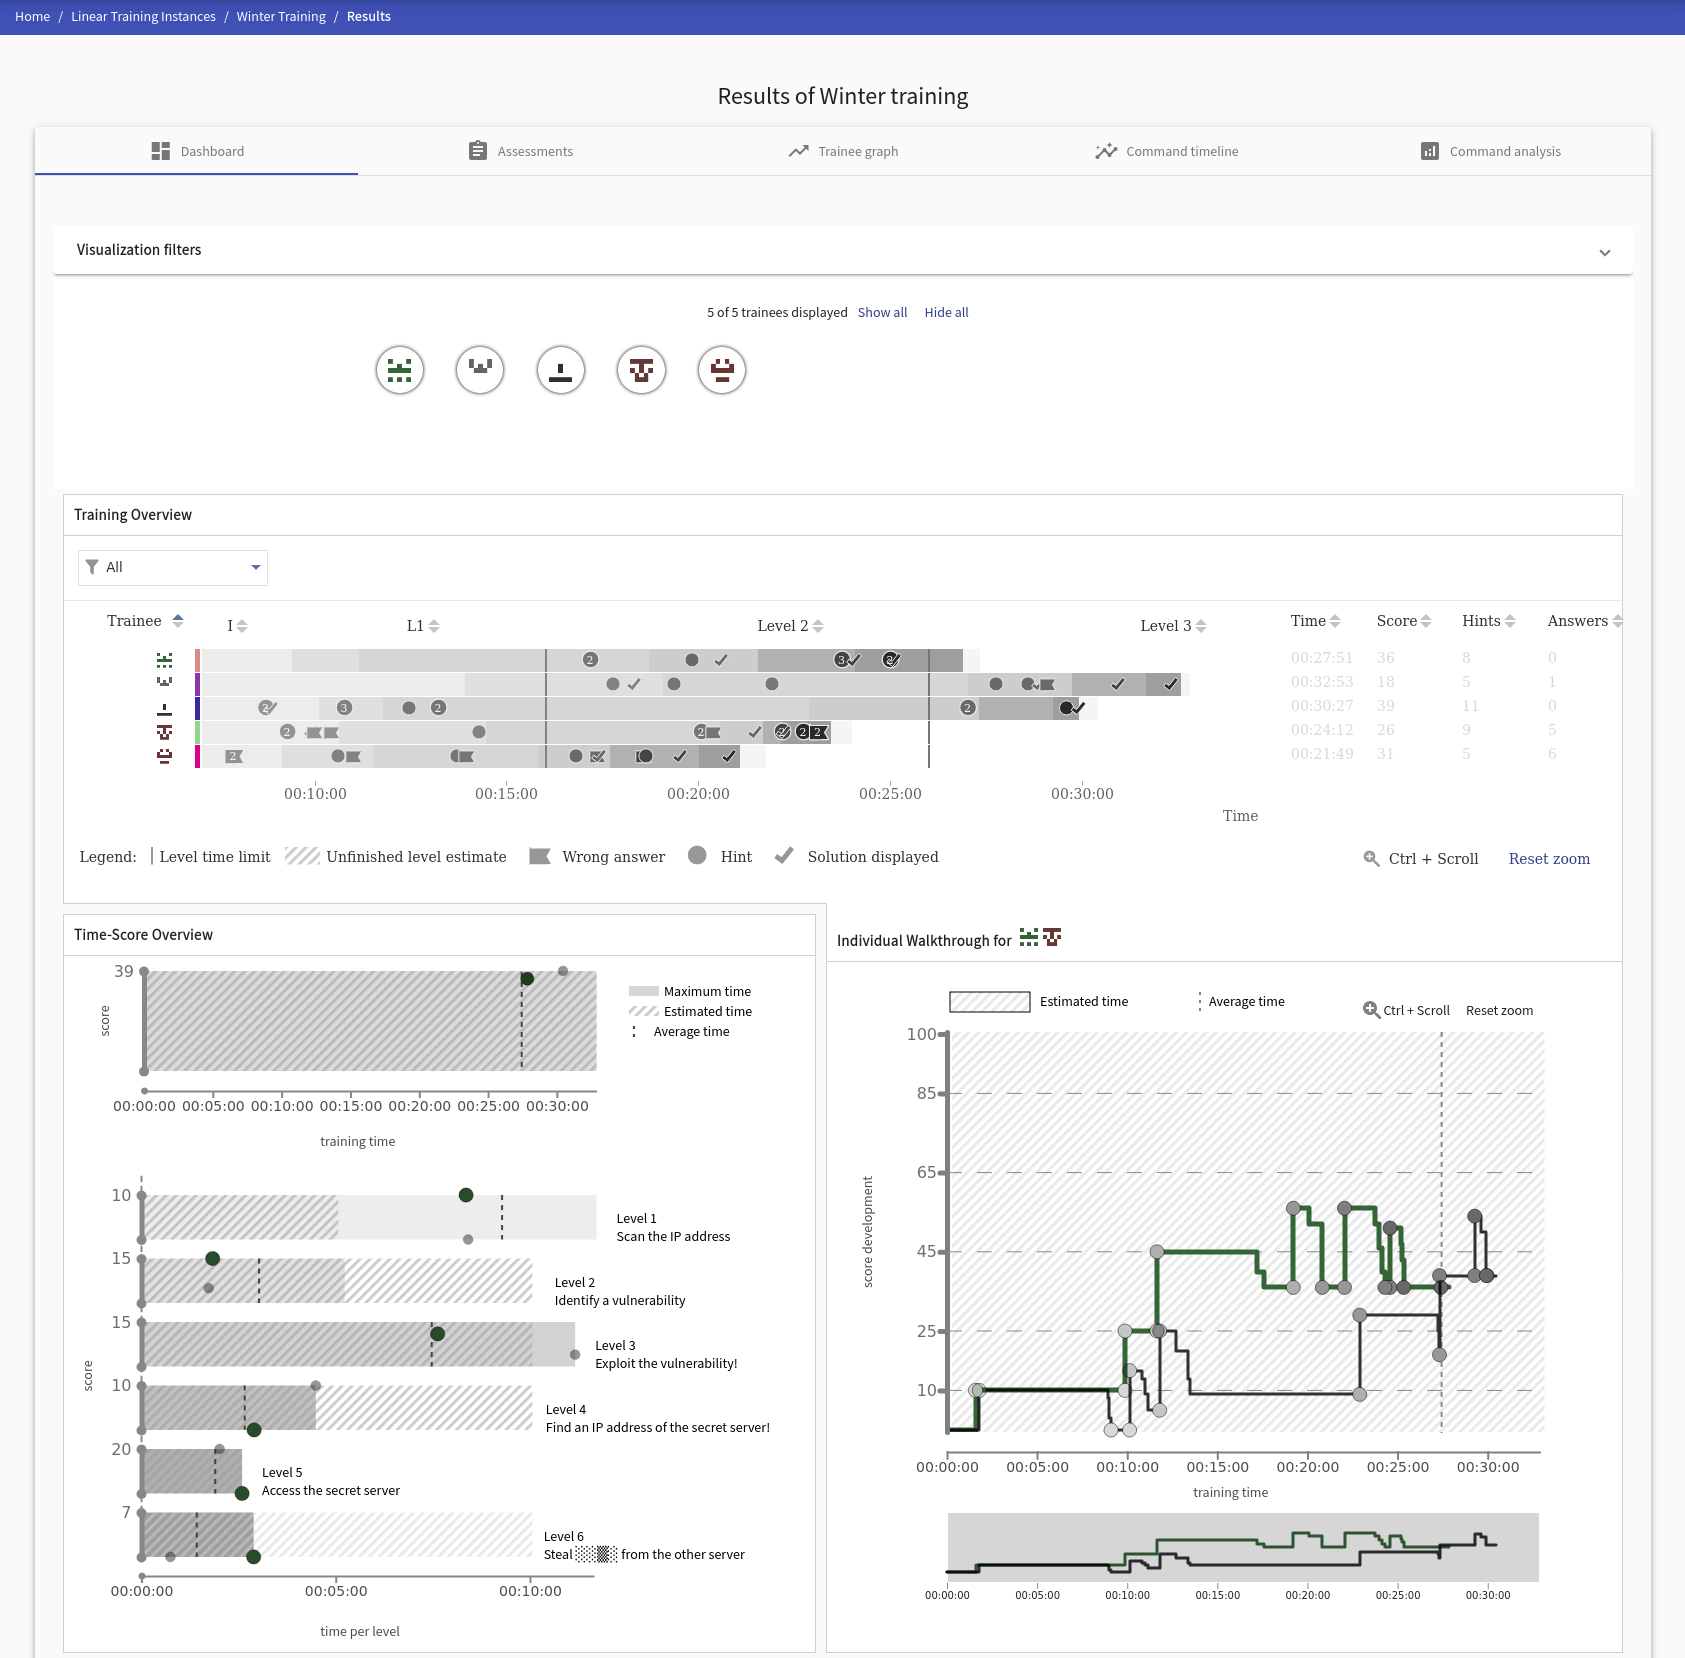 Home / Linear Training Instances / Winter Training / Results
Results of Winter training
Dashboard
Assessments
Trainee graph
Command timeline
Command analysis
Visualization filters
5 of 5 trainees displayed Show all Hide all
Training Overview
All
Trainee I L1 Level 2 Level 3 Time Score Hints Answers
2 3 2 00:27:51 36 8 0
00:32:53 18 5 1
2 3 2 2 00:30:27 39 11 0
2 2 2 2 2 00:24:12 26 9 5
2 00:21:49 31 5 6
00:10:00 00:15:00 00:20:00 00:25:00 00:30:00
Time
Legend: Level time limit Unfinished level estimate Wrong answer Hint Solution displayed Ctrl + Scroll Reset zoom
Time-Score Overview
39
score
Maximum time
Estimated time
Average time
00:00:00 00:05:00 00:10:00 00:15:00 00:20:00 00:25:00 00:30:00
training time
10
Level 1
Scan the IP address
15
Level 2
Identify a vulnerability
15
Level 3
Exploit the vulnerability!
score
10
Level 4
Find an IP address of the secret server!
20
Level 5
Access the secret server
7
Level 6
Steal from the other server
00:00:00 00:05:00 00:10:00
time per level
Individual Walkthrough for
Estimated time
Average time
Ctrl + Scroll Reset zoom
100
85
65
45
25
10
score development
00:00:00 00:05:00 00:10:00 00:15:00 00:20:00 00:25:00 00:30:00
training time
00:00:00 00:05:00 00:10:00 00:15:00 00:20:00 00:25:00 00:30:00